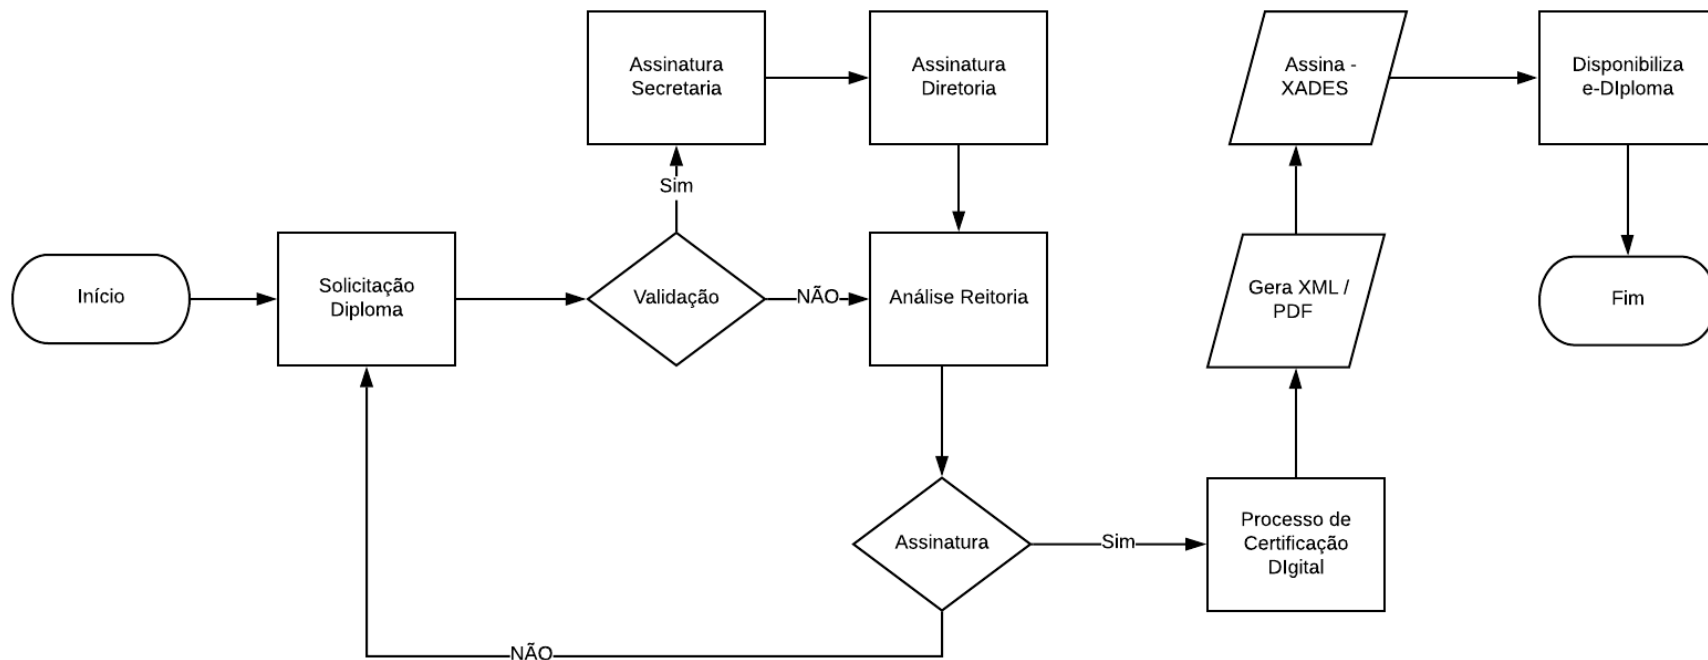 Início
Solicitação
Diploma
Validação
Sim
Assinatura
Secretaria
Assinatura
Diretoria
NÃO
Análise Reitoria
Assinatura
NÃO
Sim
Processo de
Certificação
DIgital
Gera XML /
PDF
Assina -
XADES
Disponibiliza
e-DIploma
Fim